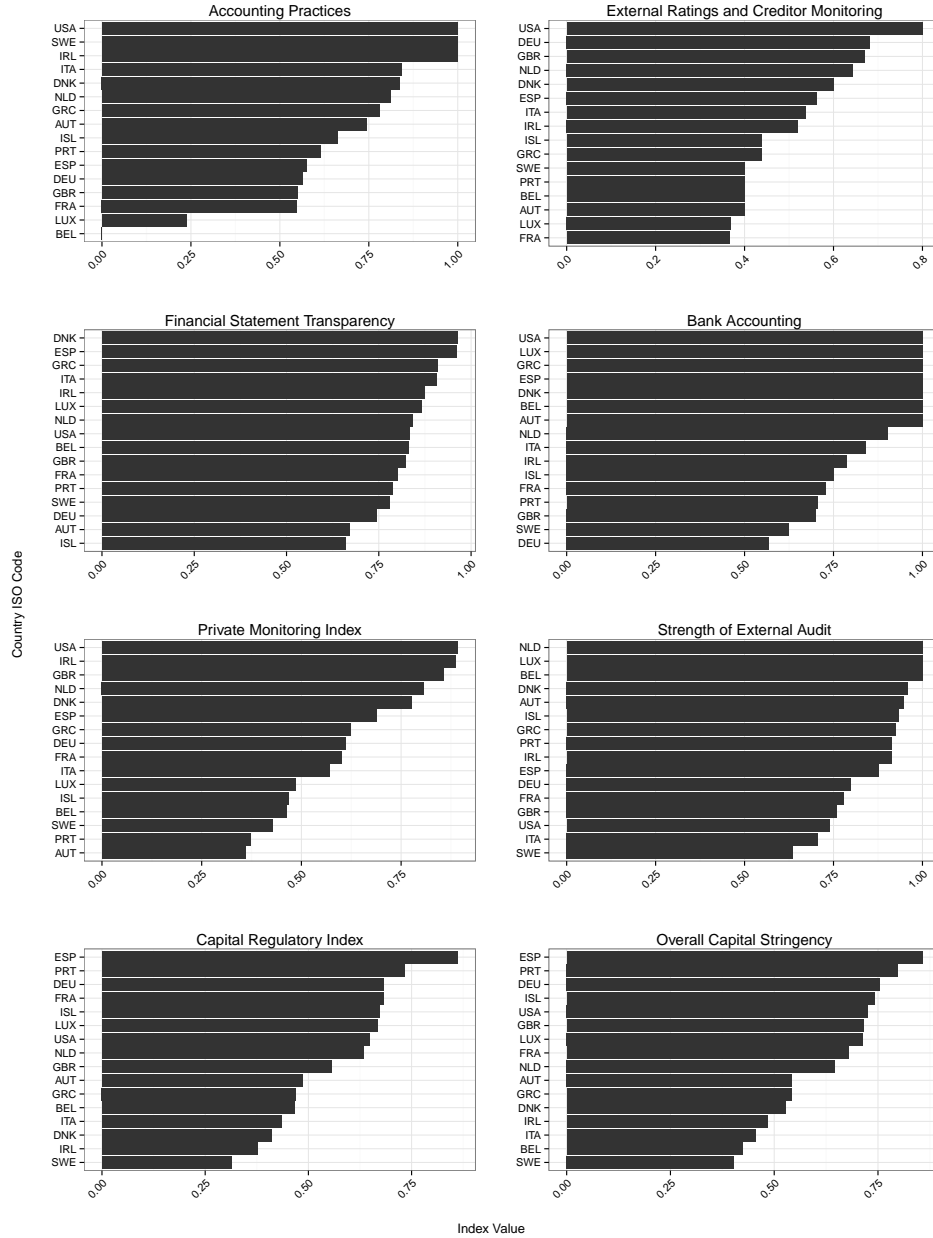 Accounting Practices
USA
SWE
IRL
ITA
DNK
NLD
GRC
AUT
ISL
PRT
ESP
DEU
GBR
FRA
LUX
BEL
0.00 0.25 0.50 0.75 1.00
External Ratings and Creditor Monitoring
USA
DEU
GBR
NLD
DNK
ESP
ITA
IRL
ISL
GRC
SWE
PRT
BEL
AUT
LUX
FRA
0.0 0.2 0.4 0.6 0.8
Financial Statement Transparency
DNK
ESP
GRC
ITA
IRL
LUX
NLD
USA
BEL
GBR
FRA
PRT
SWE
DEU
AUT
ISL
0.00 0.25 0.50 0.75 1.00
Bank Accounting
USA
LUX
GRC
ESP
DNK
BEL
AUT
NLD
ITA
IRL
ISL
FRA
PRT
GBR
SWE
DEU
0.00 0.25 0.50 0.75 1.00
Country ISO Code
Private Monitoring Index
USA
IRL
GBR
NLD
DNK
ESP
GRC
DEU
FRA
ITA
LUX
ISL
BEL
SWE
PRT
AUT
0.00 0.25 0.50 0.75
Strength of External Audit
NLD
LUX
BEL
DNK
AUT
ISL
GRC
PRT
IRL
ESP
DEU
FRA
GBR
USA
ITA
SWE
0.00 0.25 0.50 0.75 1.00
Capital Regulatory Index
ESP
PRT
DEU
FRA
ISL
LUX
USA
NLD
GBR
AUT
GRC
BEL
ITA
DNK
IRL
SWE
0.00 0.25 0.50 0.75
Overall Capital Stringency
ESP
PRT
DEU
ISL
USA
GBR
LUX
FRA
NLD
AUT
GRC
DNK
IRL
ITA
BEL
SWE
0.00 0.25 0.50 0.75
Index Value